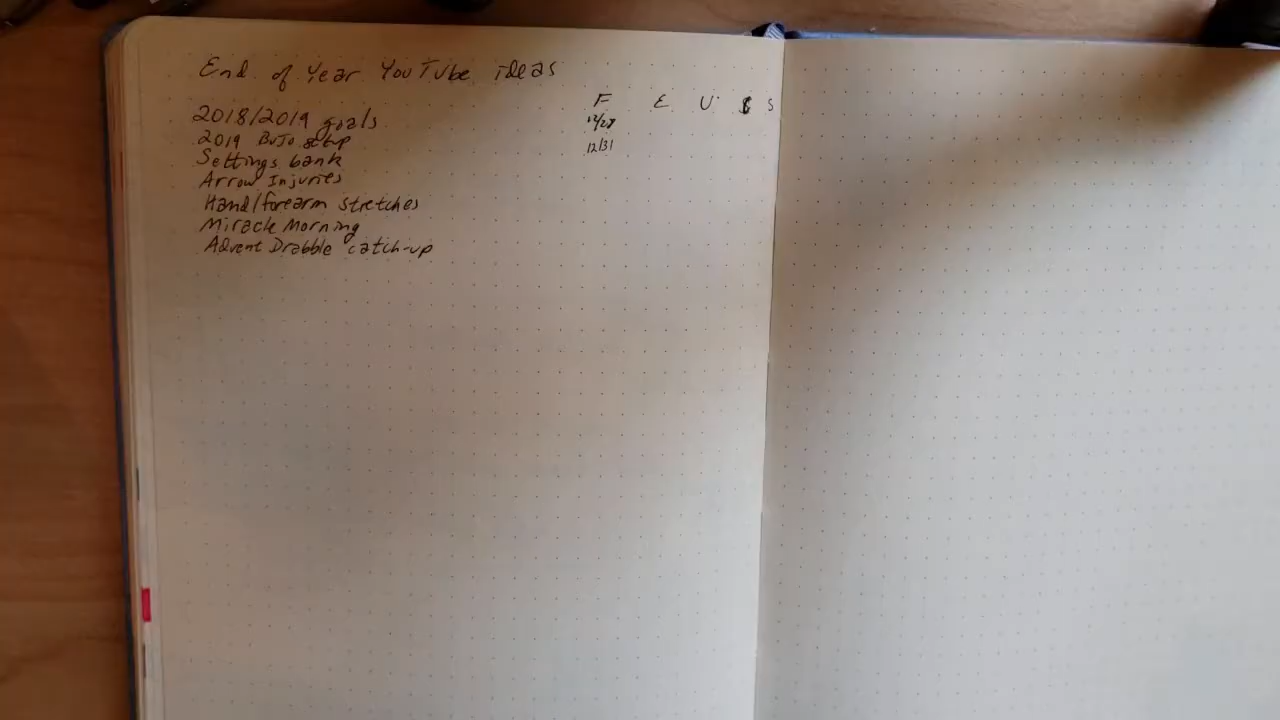 End of Year YouTube ideas
F E U S
2018/2019 goals 12/27
2019 BuJo setup 12/31
Settings bank
Arrow Injuries
Hand/forearm stretches
Miracle Morning
Advent Drabble catch-up